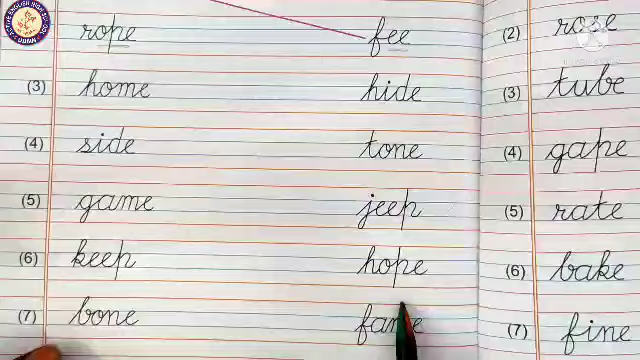 rope fee (2) rose
(3) home hide (3) tube
(4) side tone (4) gape
(5) game jeep (5) rate
(6) keep hope (6) bake
(7) bone fame (7) fine